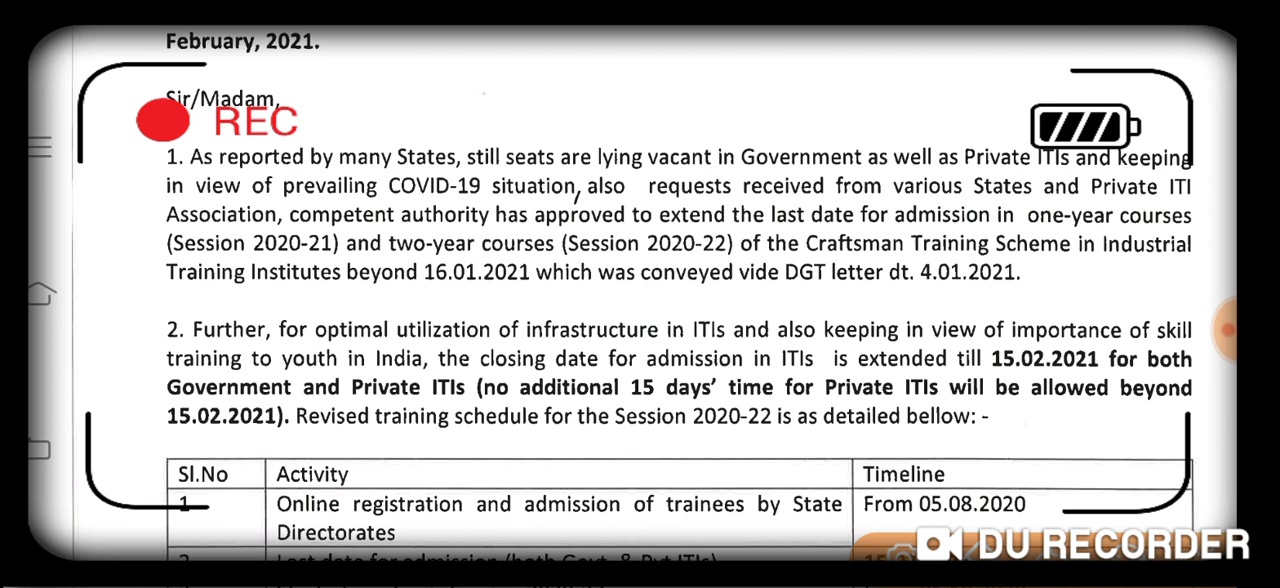 February, 2021.
Sir/Madam,
REC
1. As reported by many States, still seats are lying vacant in Government as well as Private ITIs and keeping
in view of prevailing COVID-19 situation, also requests received from various States and Private ITI
Association, competent authority has approved to extend the last date for admission in one-year courses
(Session 2020-21) and two-year courses (Session 2020-22) of the Craftsman Training Scheme in Industrial
Training Institutes beyond 16.01.2021 which was conveyed vide DGT letter dt. 4.01.2021.
2. Further, for optimal utilization of infrastructure in ITIs and also keeping in view of importance of skill
training to youth in India, the closing date for admission in ITIs is extended till 15.02.2021 for both
Government and Private ITIs (no additional 15 days' time for Private ITIs will be allowed beyond
15.02.2021). Revised training schedule for the Session 2020-22 is as detailed bellow: -
Sl.No Activity Timeline
1 Online registration and admission of trainees by State From 05.08.2020
Directorates
2 Last date for admission (both Govt. & Pvt ITIs)
DU RECORDER